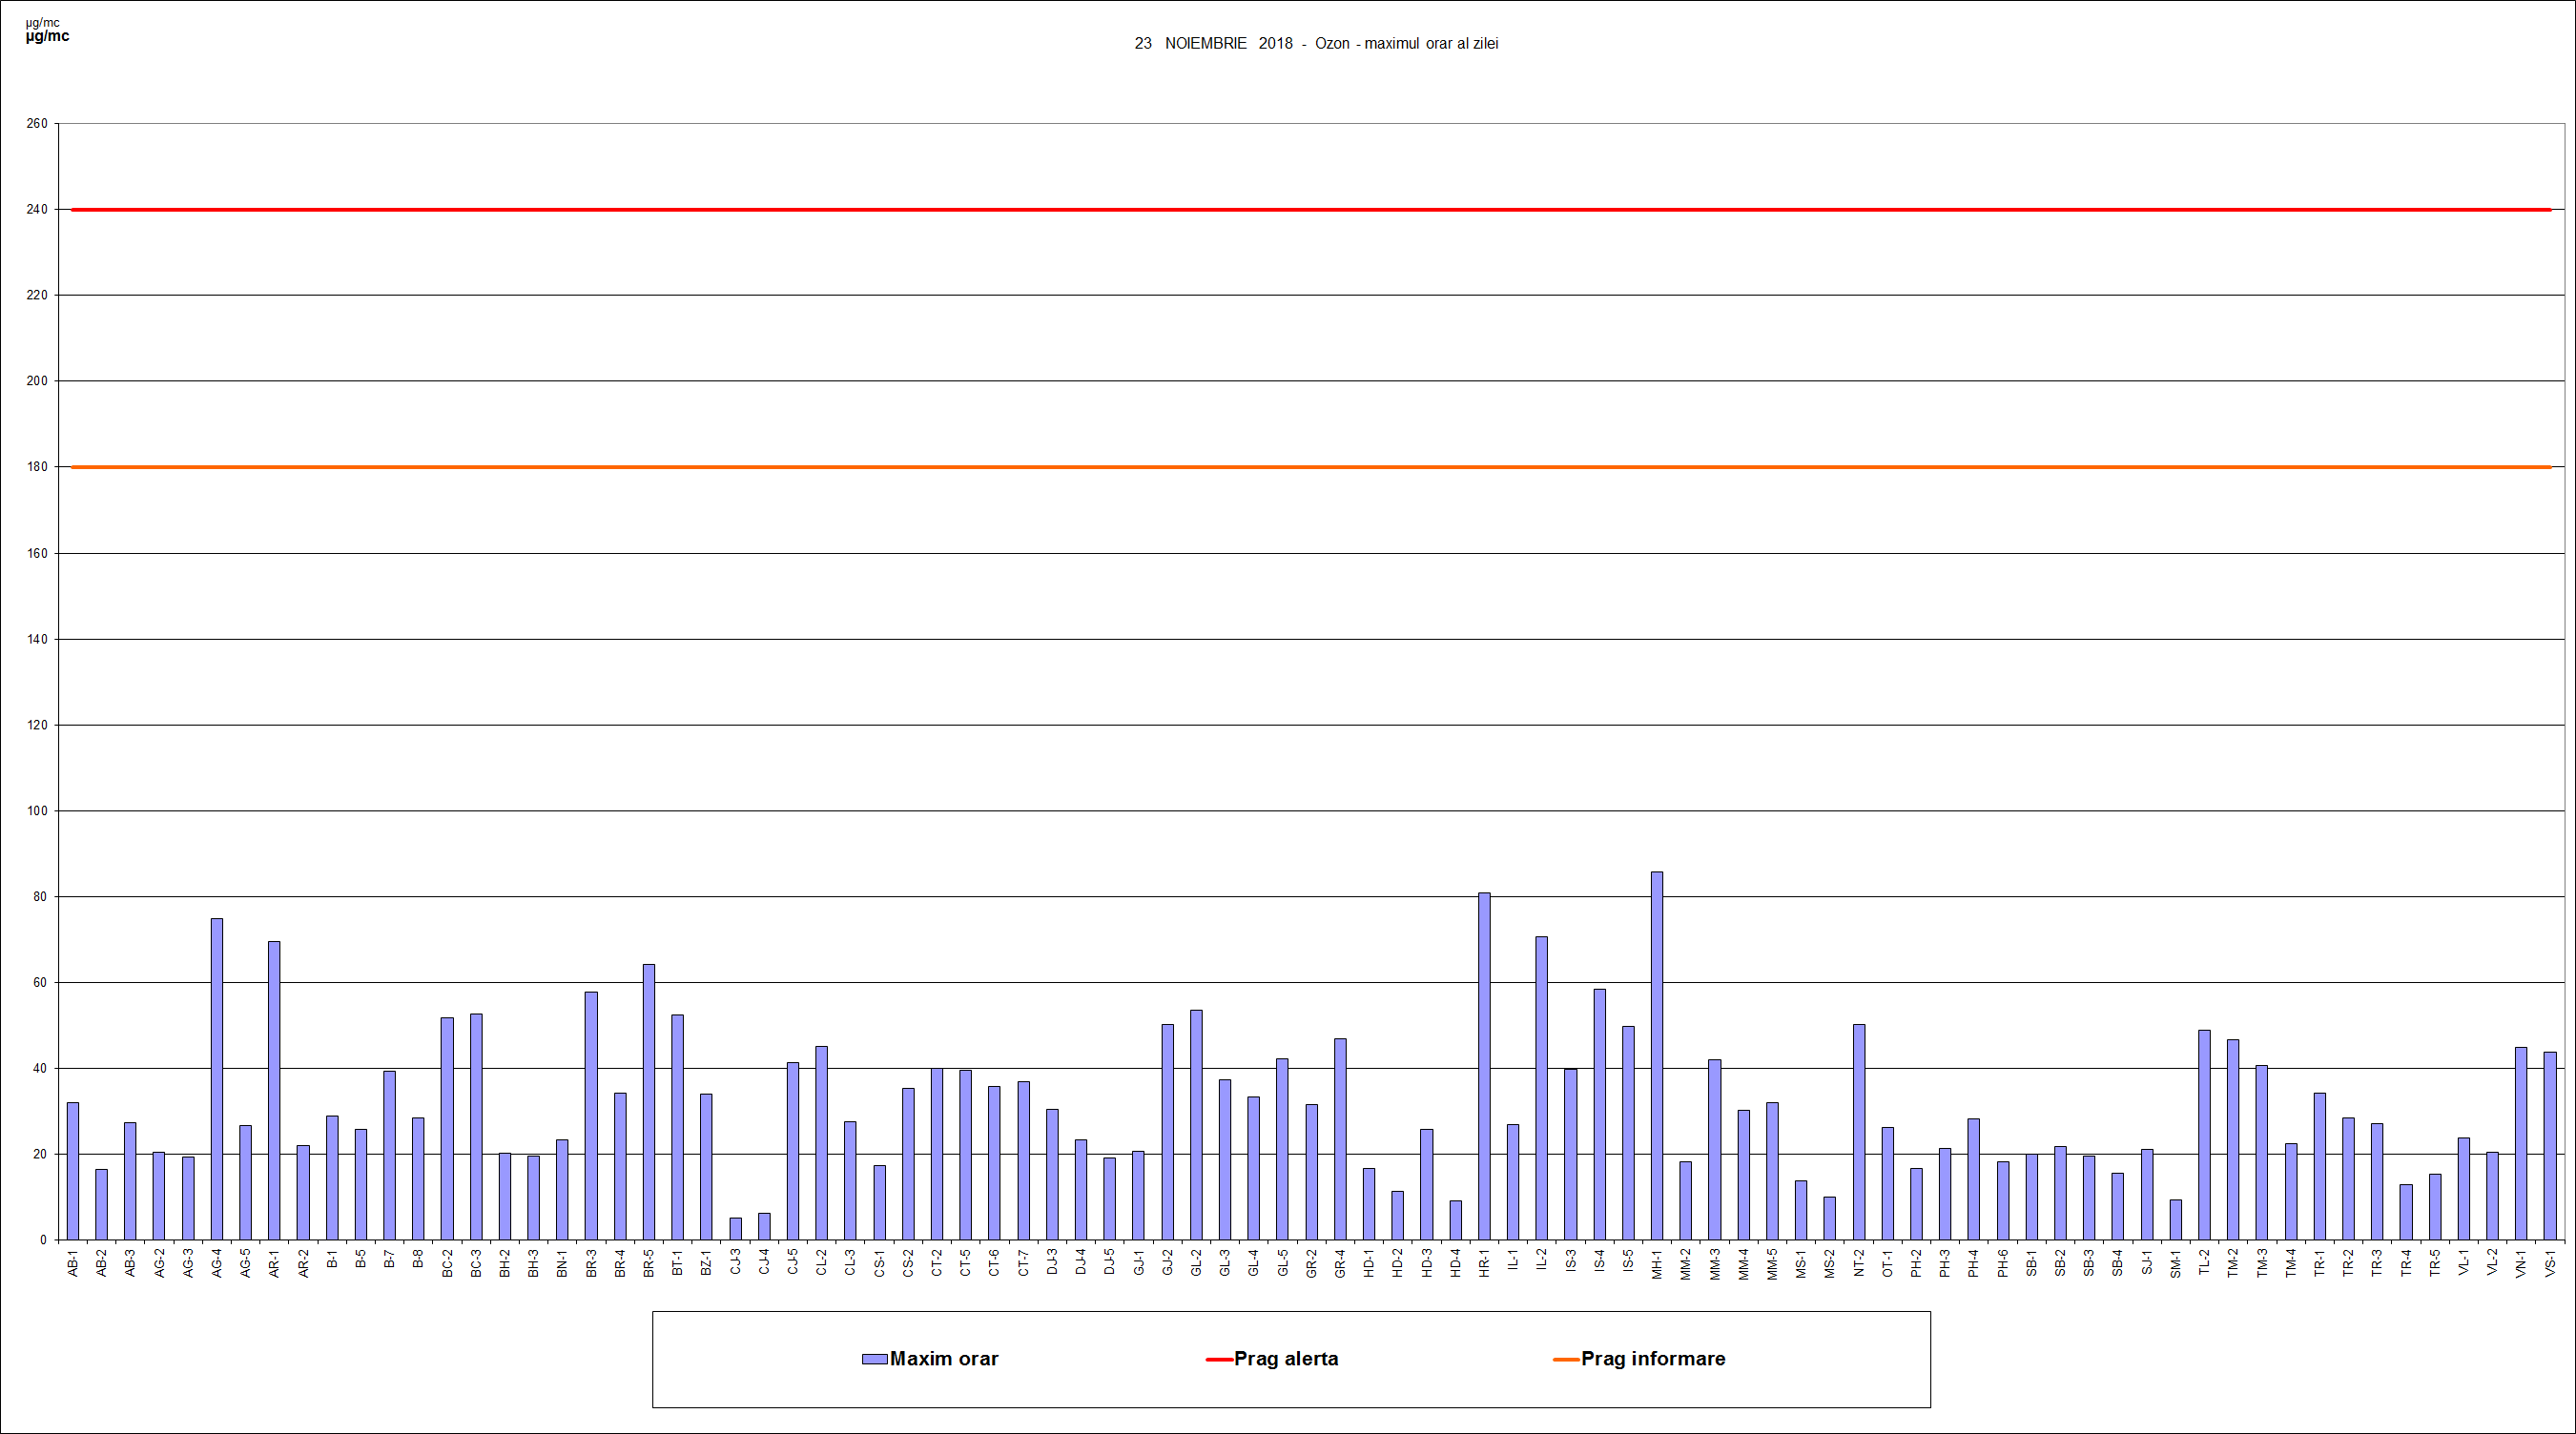 µg/mc
µg/mc
23 NOIEMBRIE 2018 - Ozon - maximul orar al zilei
260
240
220
200
180
160
140
120
100
80
60
40
20
0
AB-1 AB-2 AB-3 AG-2 AG-3 AG-4 AG-5 AR-1 AR-2 B-1 B-5 B-7 B-8 BC-2 BC-3 BH-2 BH-3 BN-1 BR-3 BR-4 BR-5 BT-1 BZ-1 CJ-3 CJ-4 CJ-5 CL-2 CL-3 CS-1 CS-2 CT-2 CT-5 CT-6 CT-7 DJ-3 DJ-4 DJ-5 GJ-1 GJ-2 GL-2 GL-3 GL-4 GL-5 GR-2 GR-4 HD-1 HD-2 HD-3 HD-4 HR-1 IL-1 IL-2 IS-3 IS-4 IS-5 MH-1 MM-2 MM-3 MM-4 MM-5 MS-1 MS-2 NT-2 OT-1 PH-2 PH-3 PH-4 PH-6 SB-1 SB-2 SB-3 SB-4 SJ-1 SM-1 TL-2 TM-2 TM-3 TM-4 TR-1 TR-2 TR-3 TR-4 TR-5 VL-1 VL-2 VN-1 VS-1
Maxim orar Prag alerta Prag informare